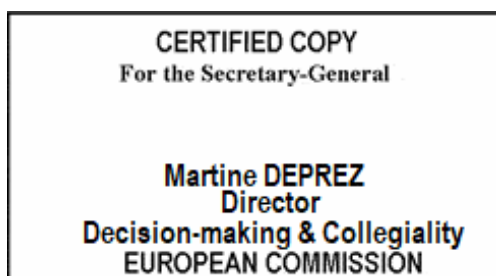 CERTIFIED COPY
For the Secretary-General
Martine DEPREZ
Director
Decision-making & Collegiality
EUROPEAN COMMISSION